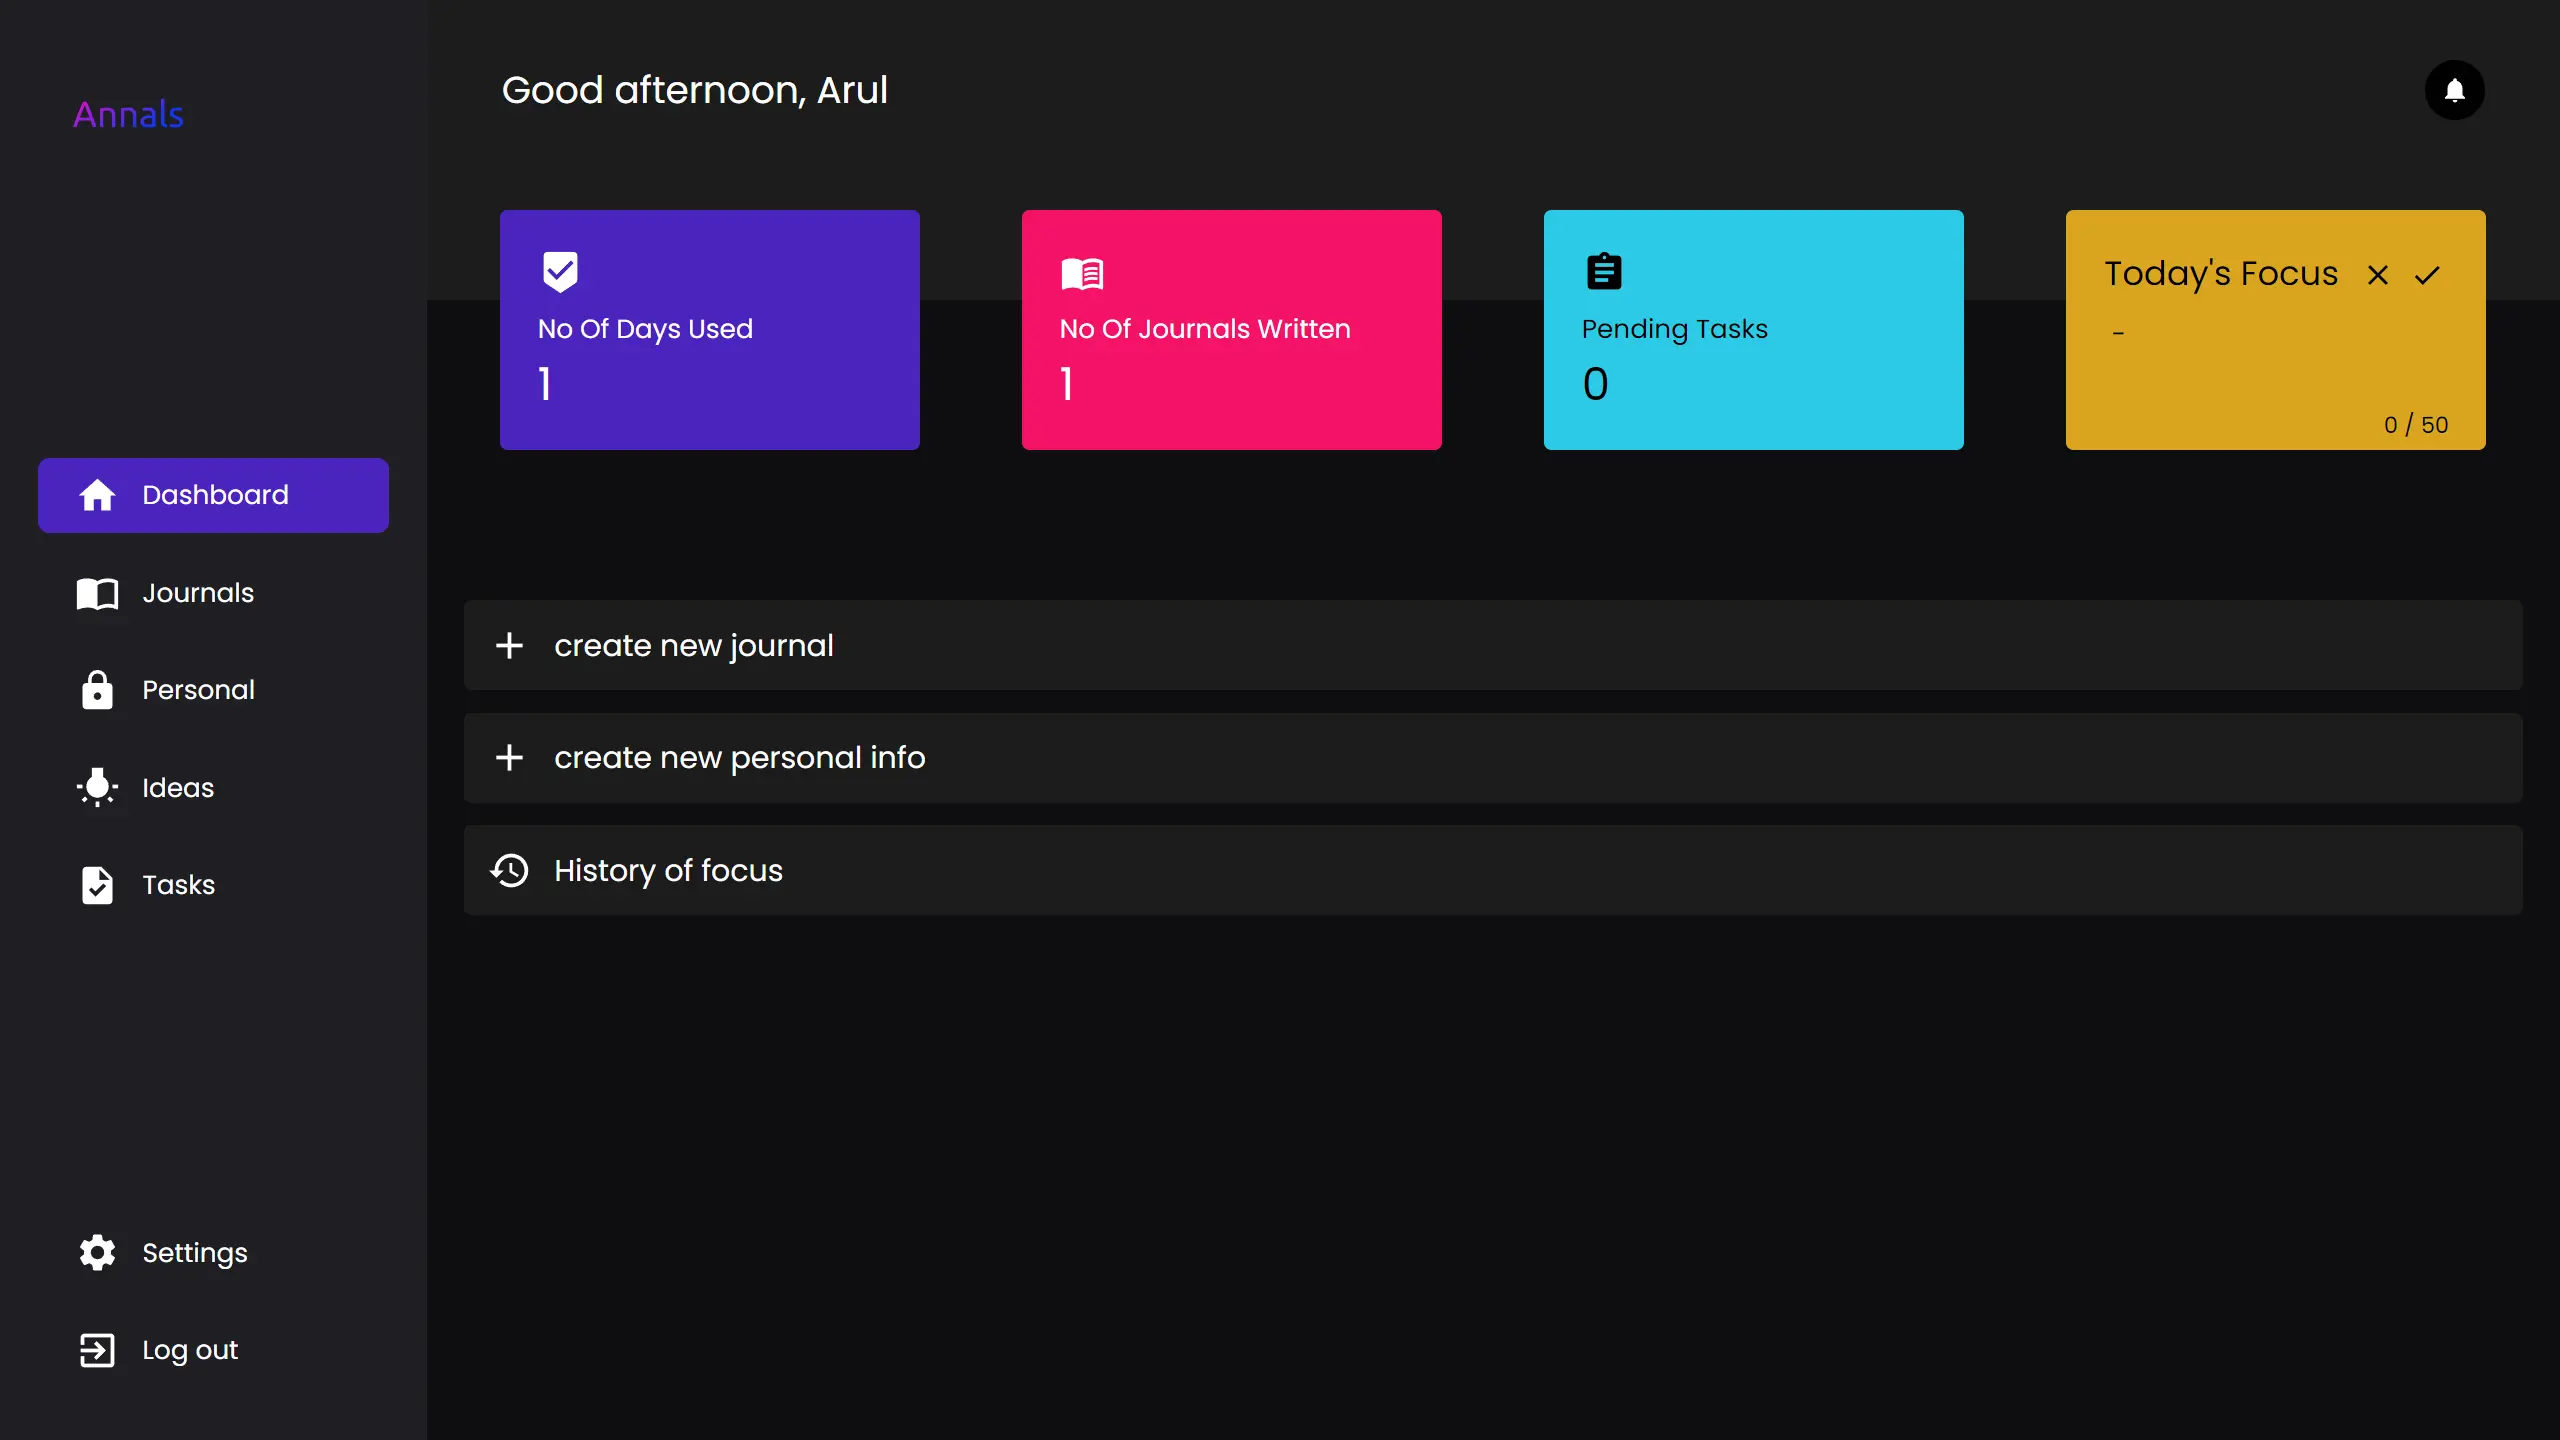 Annals
Dashboard
Journals
Personal
Ideas
Tasks
Settings
Log out
Good afternoon, Arul
No Of Days Used
1
No Of Journals Written
1
Pending Tasks
0
Today's Focus
-
0 / 50
create new journal
create new personal info
History of focus